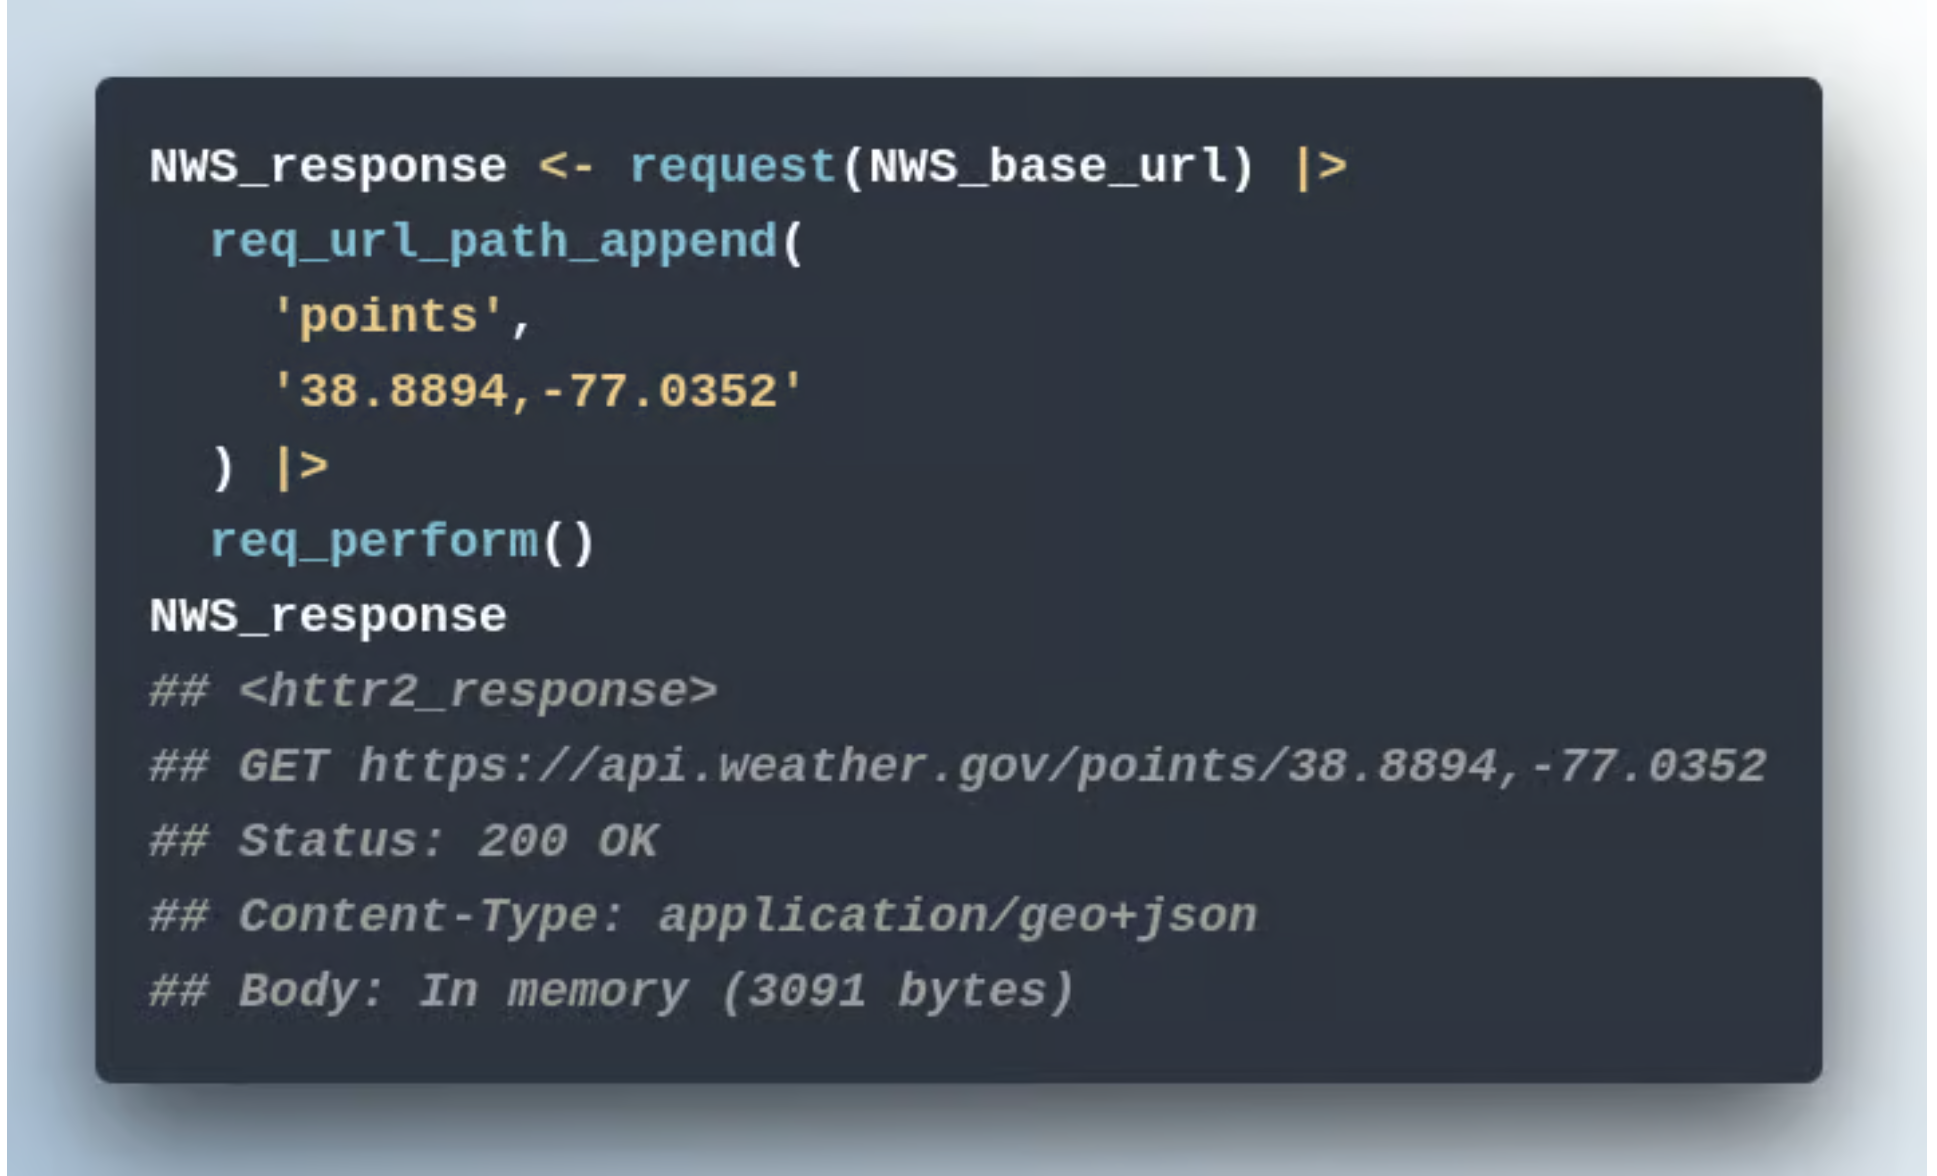 NWS_response <- request(NWS_base_url) |>
  req_url_path_append(
    'points',
    '38.8894,-77.0352'
  ) |>
  req_perform()
NWS_response
## <httr2_response>
## GET https://api.weather.gov/points/38.8894,-77.0352
## Status: 200 OK
## Content-Type: application/geo+json
## Body: In memory (3091 bytes)